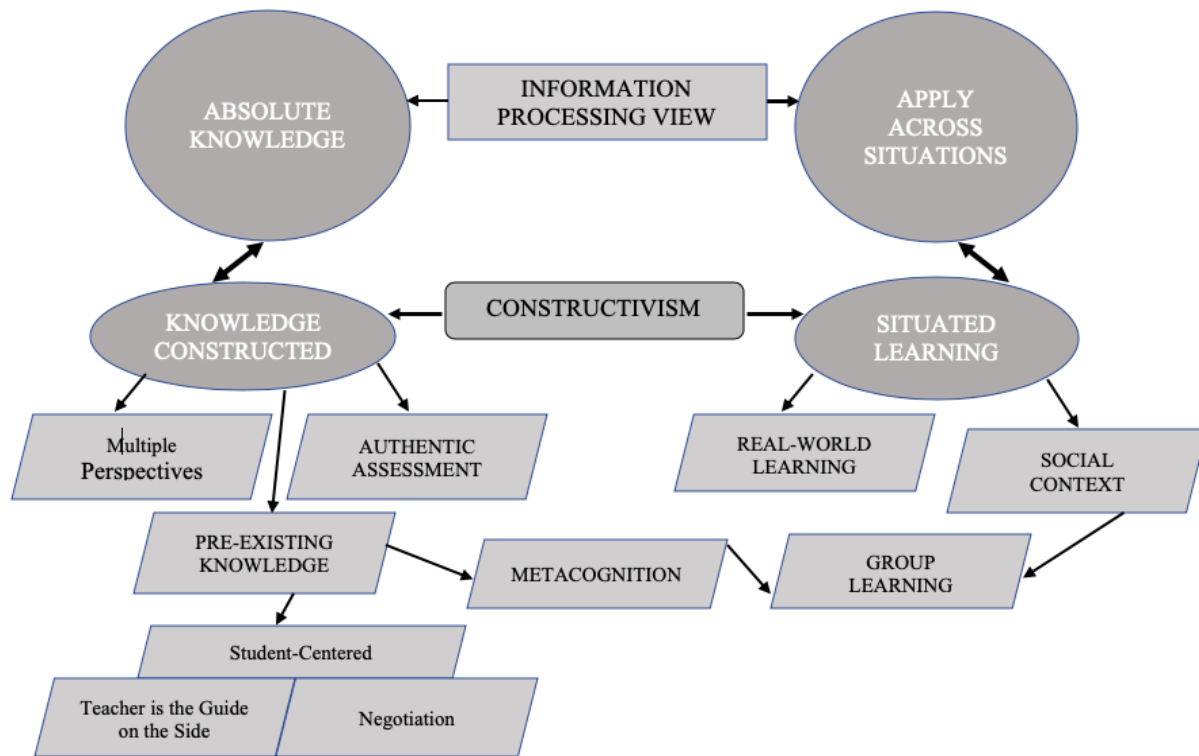 INFORMATION
PROCESSING VIEW
ABSOLUTE
KNOWLEDGE
APPLY
ACROSS
SITUATIONS
CONSTRUCTIVISM
KNOWLEDGE
CONSTRUCTED
SITUATED
LEARNING
Multiple
Perspectives
AUTHENTIC
ASSESSMENT
REAL-WORLD
LEARNING
SOCIAL
CONTEXT
PRE-EXISTING
KNOWLEDGE
METACOGNITION
GROUP
LEARNING
Student-Centered
Teacher is the Guide
on the Side
Negotiation